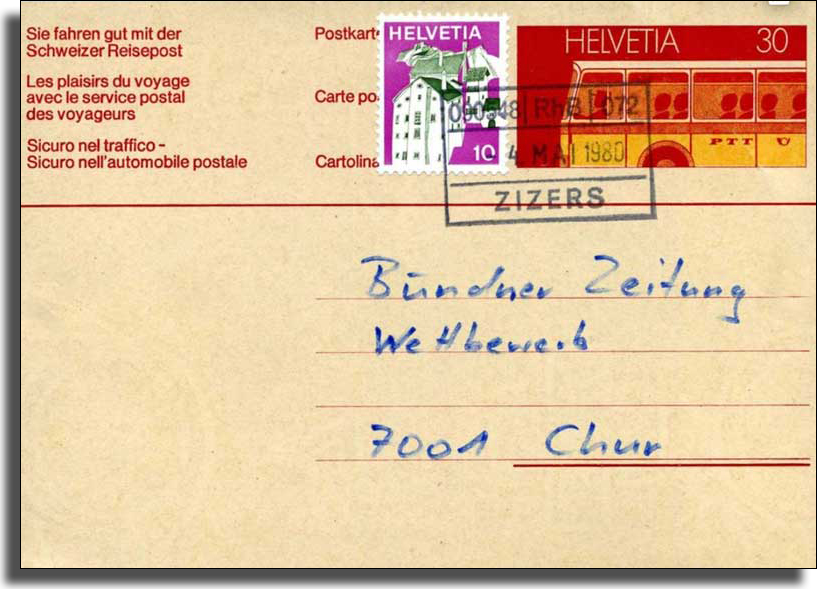 Sie fahren gut mit der
Schweizer Reisepost
Les plaisirs du voyage
avec le service postal
des voyageurs
Sicuro nel traffico -
Sicuro nell'automobile postale
Postkart
Carte po
Cartolina
HELVETIA
10
HELVETIA 30
PTT
RhB 072
4 MAI 1980
ZIZERS
Bündner Zeitung
Wettbewerb
7001 Chur